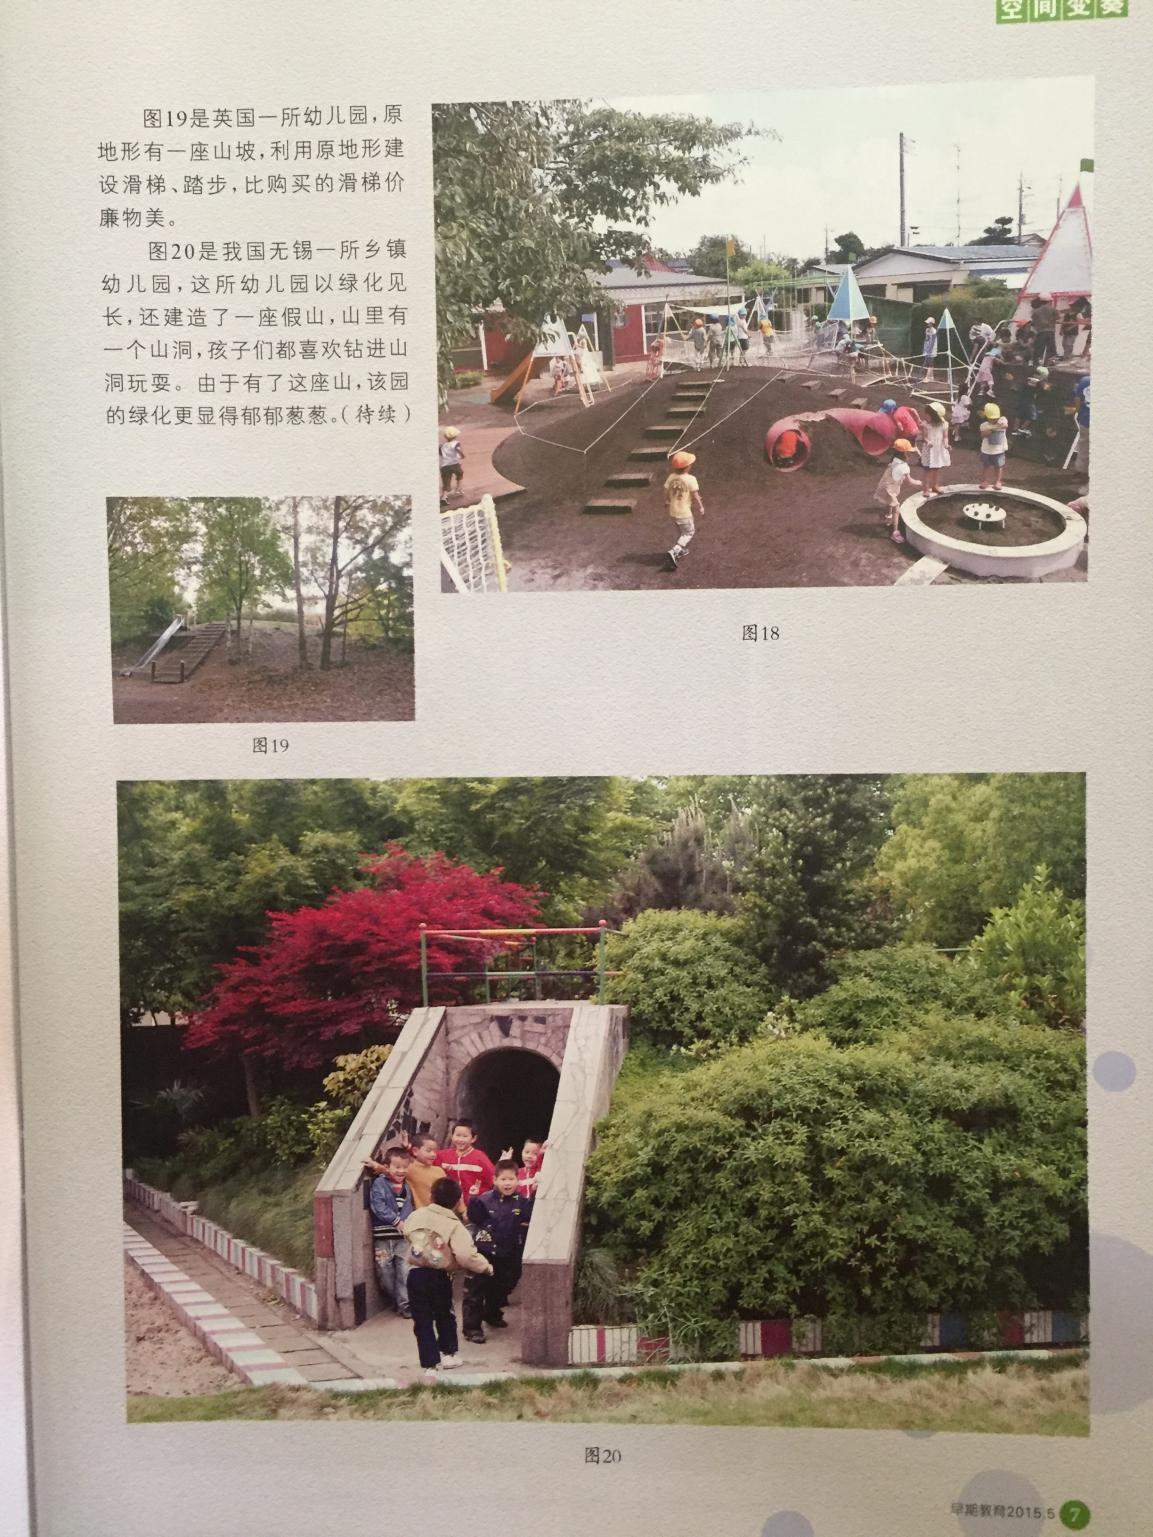 空间变奏
图19是英国一所幼儿园,原
地形有一座山坡,利用原地形建
设滑梯、踏步,比购买的滑梯价
廉物美。
图20是我国无锡一所乡镇
幼儿园,这所幼儿园以绿化见
长,还建造了一座假山,山里有
一个山洞,孩子们都喜欢钻进山
洞玩耍。由于有了这座山,该园
的绿化更显得郁郁葱葱。(待续)
图18
图19
图20
早期教育2015.5 7